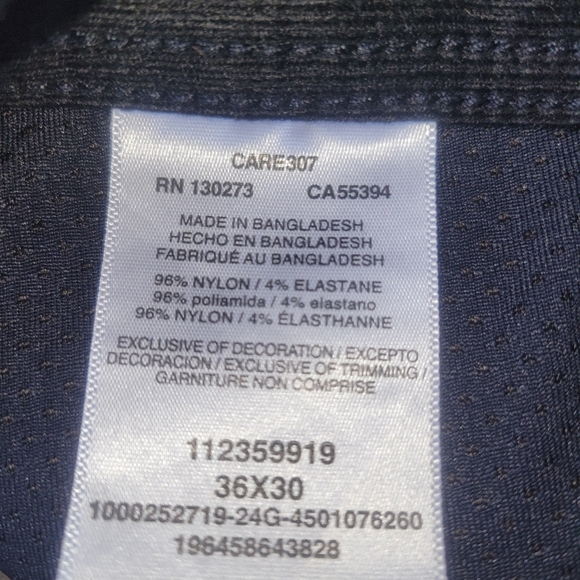 CARE307
RN 130273 CA55394
MADE IN BANGLADESH
HECHO EN BANGLADESH
FABRIQUÉ AU BANGLADESH
96% NYLON / 4% ELASTANE
96% poliamida / 4% elastano
96% NYLON / 4% ÉLASTHANNE
EXCLUSIVE OF DECORATION / EXCEPTO
DECORACION / EXCLUSIVE OF TRIMMING /
GARNITURE NON COMPRISE
112359919
36X30
1000252719-24G-4501076260
196458643828